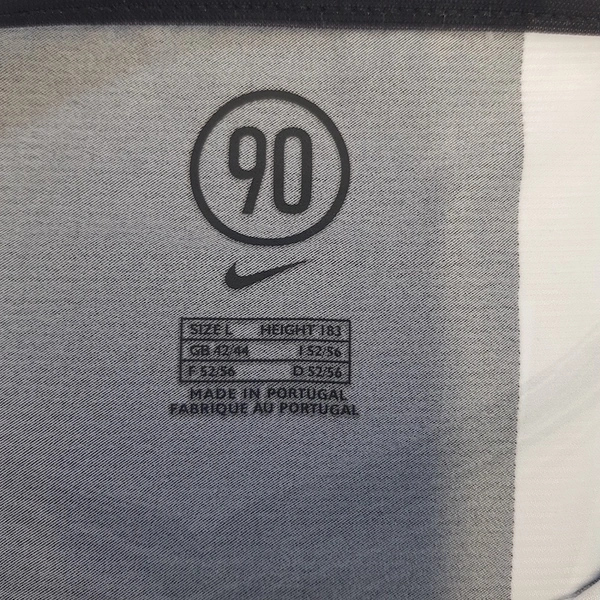 90
SIZE L HEIGHT 183
GB 42/44 I 52/56
F 52/56 D 52/56
MADE IN PORTUGAL
FABRIQUE AU PORTUGAL